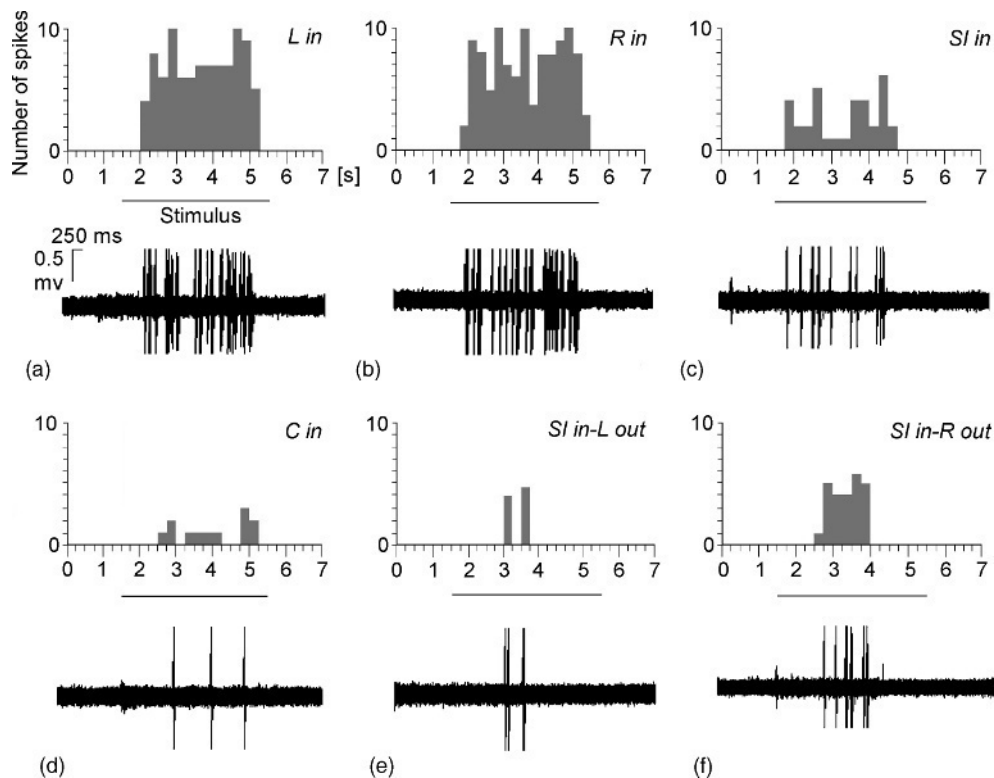 Number of spikes
10
0
L in
0 1 2 3 4 5 6 7 [s]
Stimulus
250 ms
0.5
mv
(a)
10
0
R in
0 1 2 3 4 5 6 7
(b)
10
0
SI in
0 1 2 3 4 5 6 7
(c)
10
0
C in
0 1 2 3 4 5 6 7
(d)
10
0
SI in-L out
0 1 2 3 4 5 6 7
(e)
10
0
SI in-R out
0 1 2 3 4 5 6 7
(f)